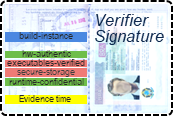 Verifier
Signature
build-instance
hw-authentic
executables-verified
secure-storage
runtime-confidential
Evidence time